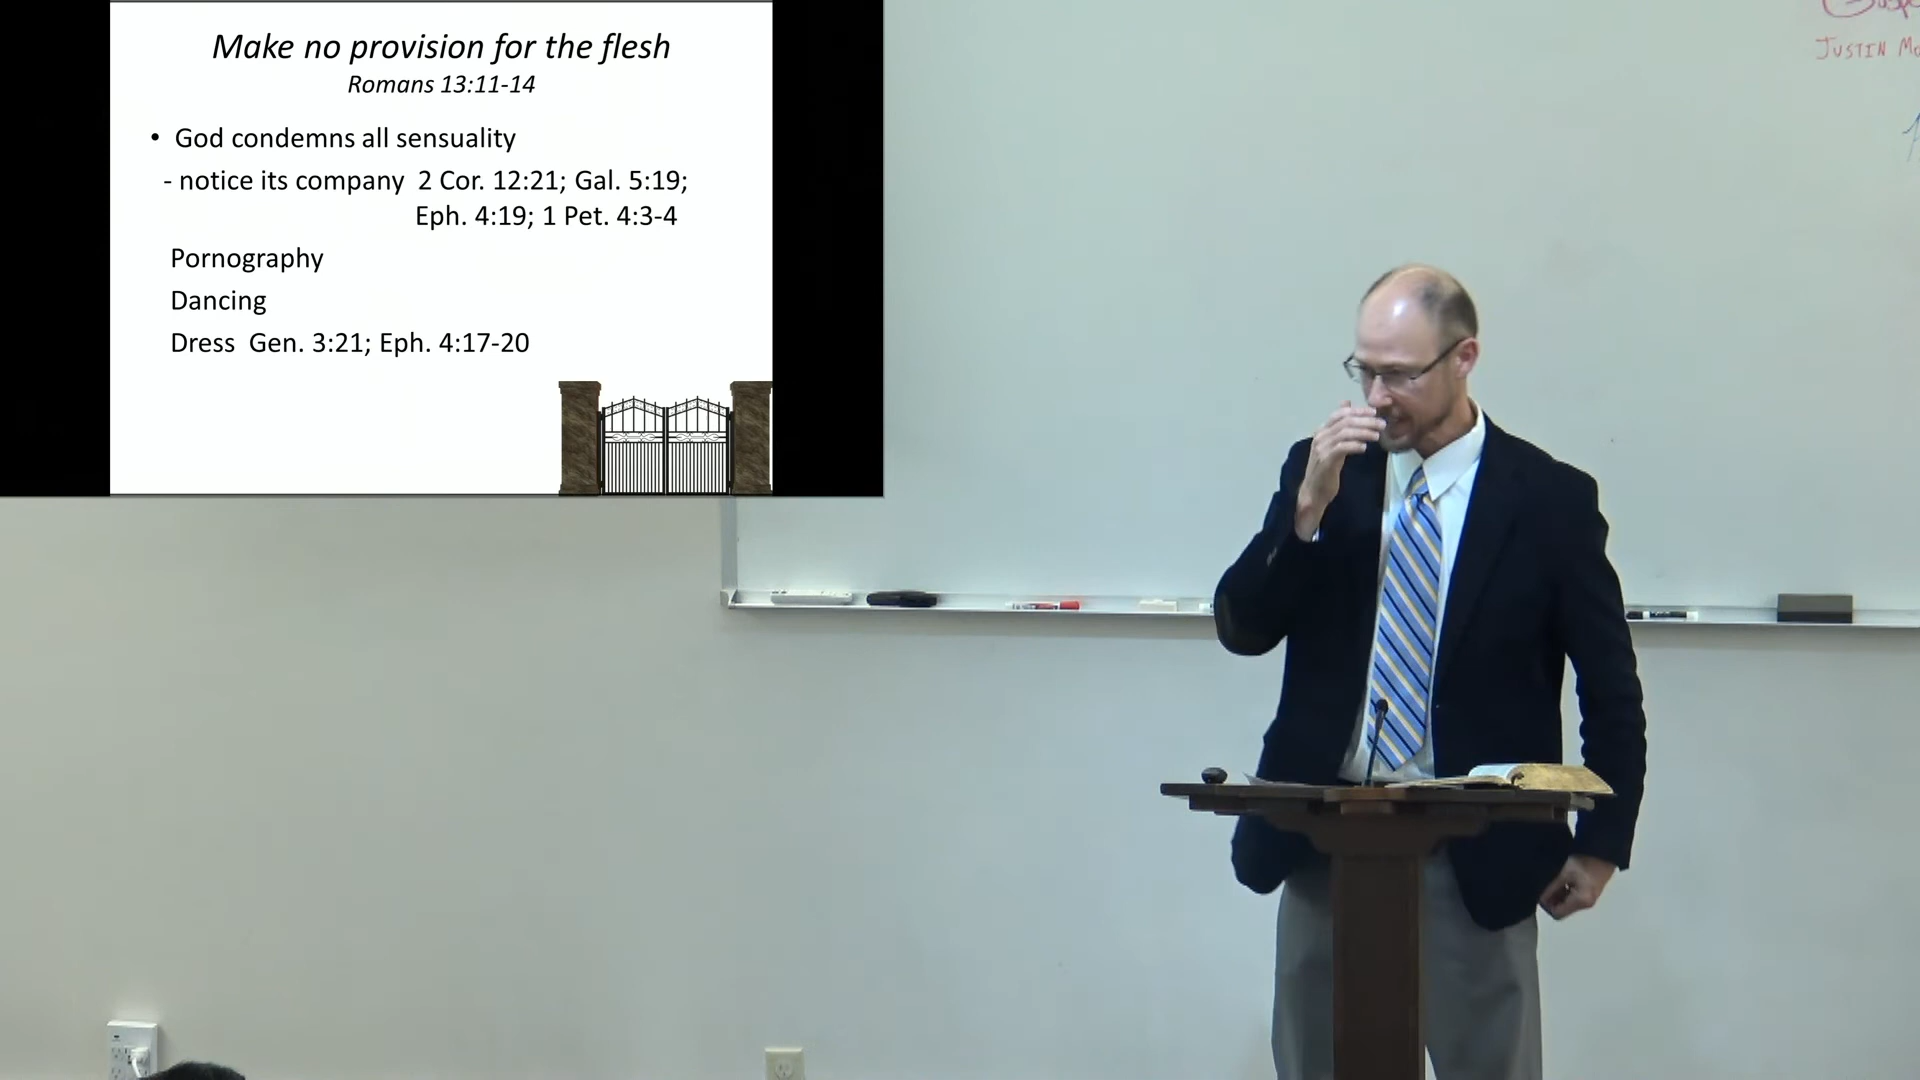 Make no provision for the flesh
Romans 13:11-14
• God condemns all sensuality
- notice its company 2 Cor. 12:21; Gal. 5:19;
Eph. 4:19; 1 Pet. 4:3-4
Pornography
Dancing
Dress Gen. 3:21; Eph. 4:17-20
JUSTIN